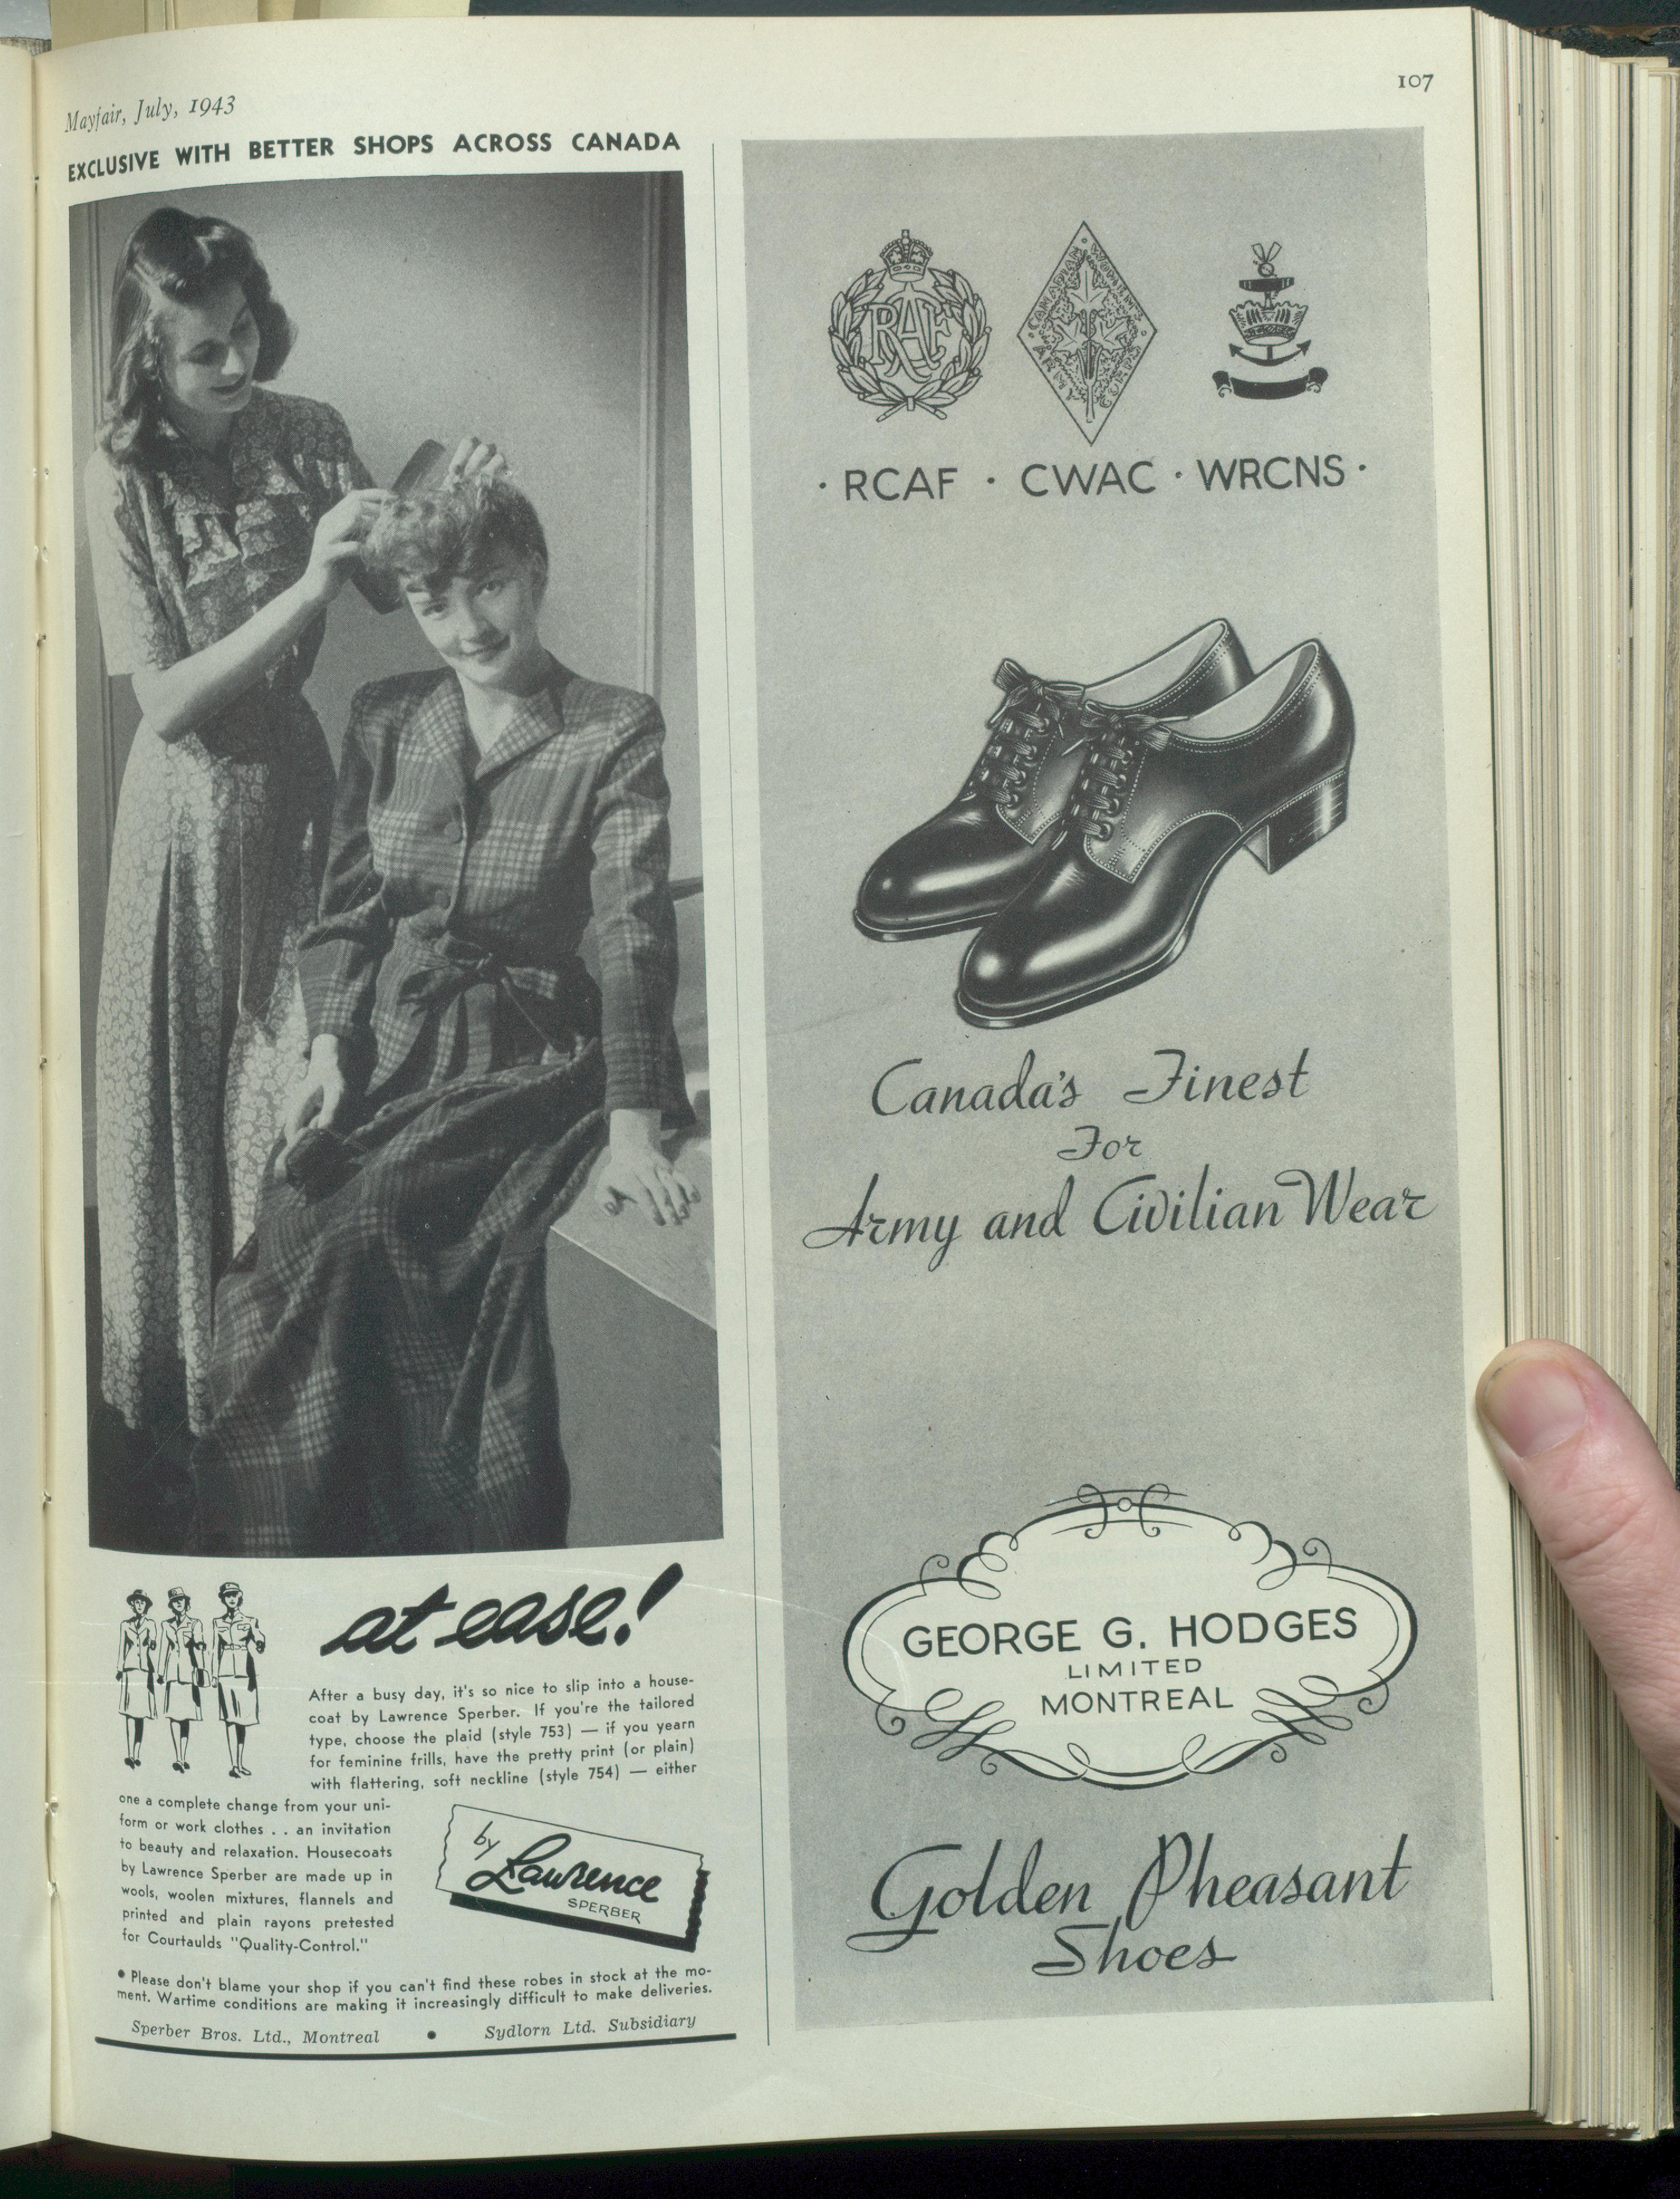 Mayfair, July, 1943
107
EXCLUSIVE WITH BETTER SHOPS ACROSS CANADA
at ease!
After a busy day, it's so nice to slip into a house-
coat by Lawrence Sperber. If you're the tailored
type, choose the plaid (style 753) — if you yearn
for feminine frills, have the pretty print (or plain)
with flattering, soft neckline (style 754) — either
one a complete change from your uni-
form or work clothes . . an invitation
to beauty and relaxation. Housecoats
by Lawrence Sperber are made up in
wools, woolen mixtures, flannels and
printed and plain rayons pretested
for Courtaulds "Quality-Control."
by
Lawrence
SPERBER
• Please don't blame your shop if you can't find these robes in stock at the mo-
ment. Wartime conditions are making it increasingly difficult to make deliveries.
Sperber Bros. Ltd., Montreal • Sydlorn Ltd. Subsidiary
RCAF
CANADIAN WOMEN'S
ARMY CORPS
· RCAF · CWAC · WRCNS ·
Canada's Finest
For
Army and Civilian Wear
GEORGE G. HODGES
LIMITED
MONTREAL
Golden Pheasant
Shoes